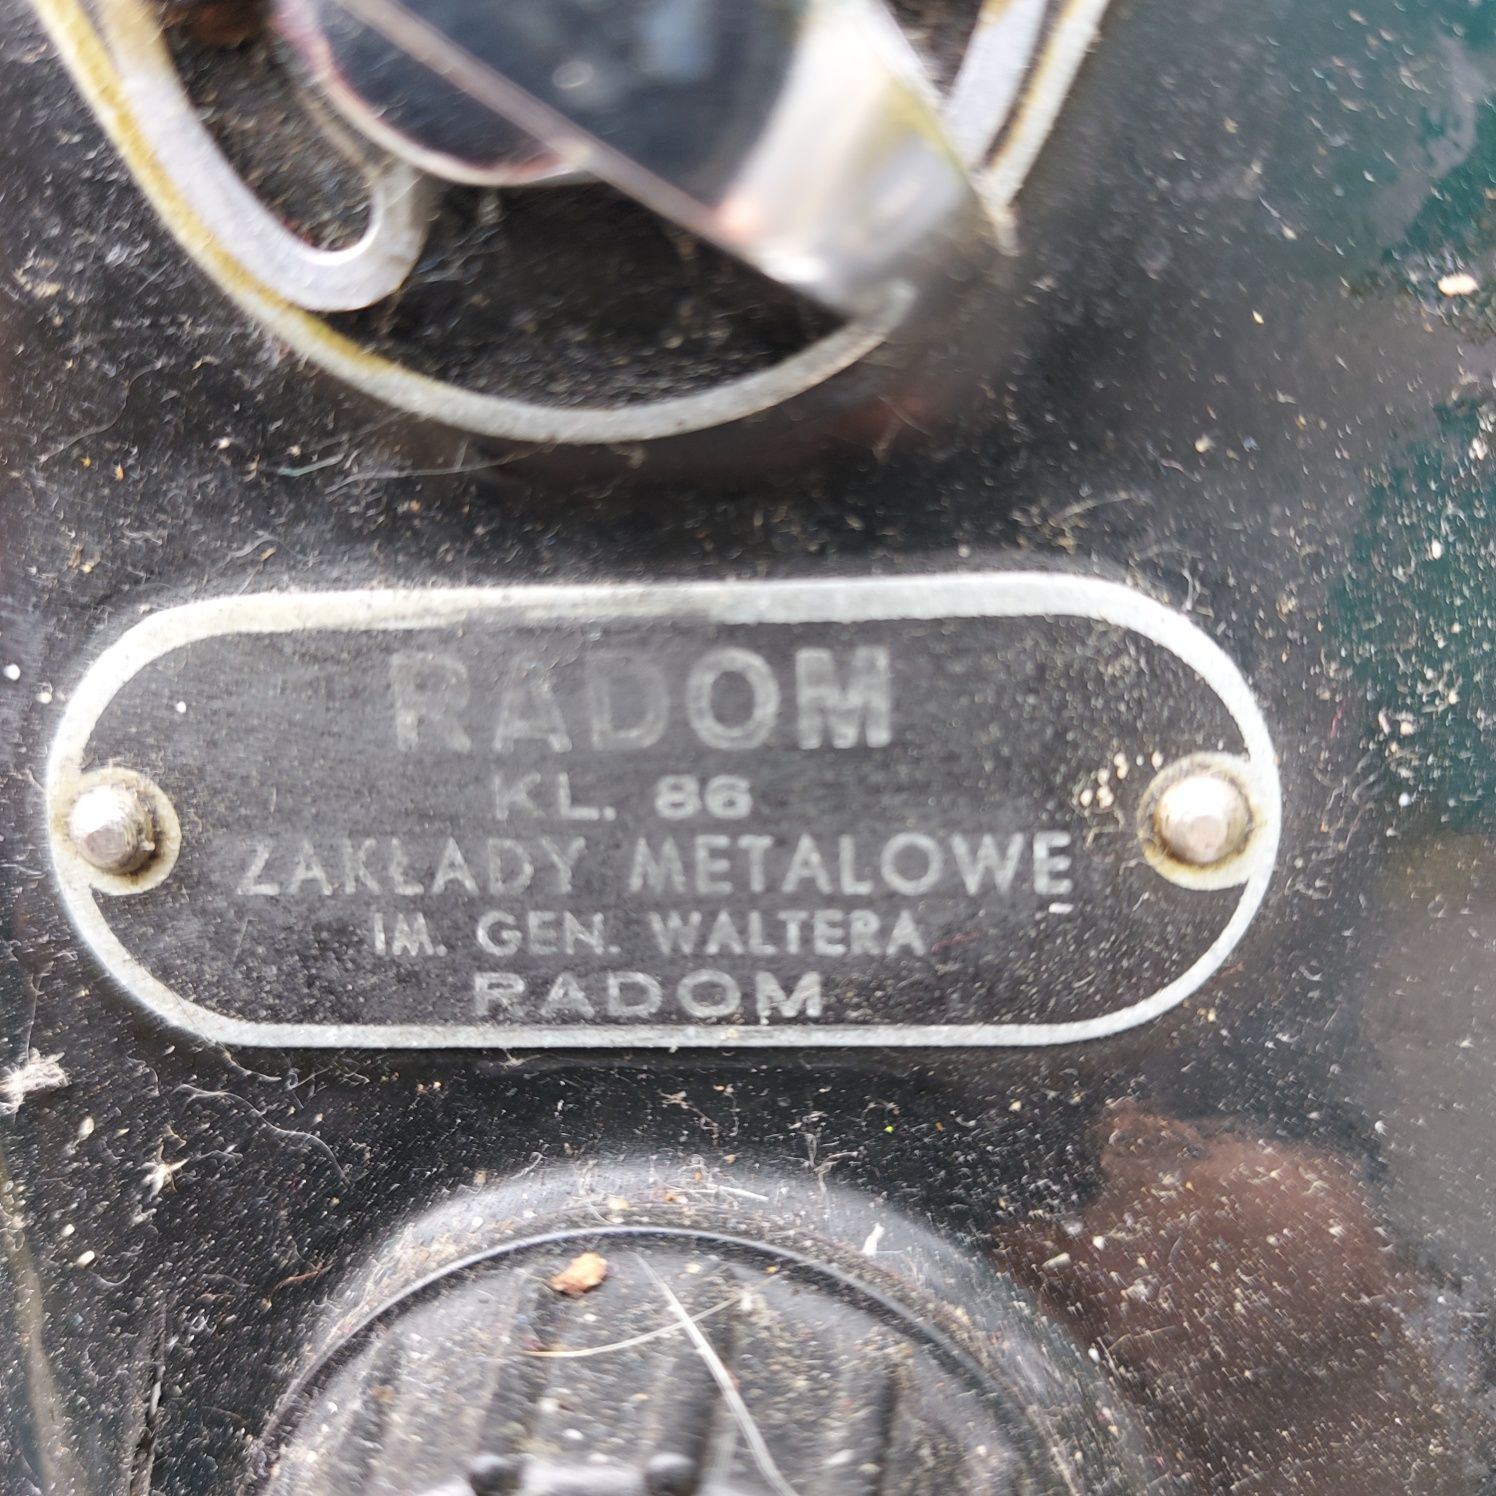 RADOM
KL. 86
ZAKŁADY METALOWE
IM. GEN. WALTERA
RADOM